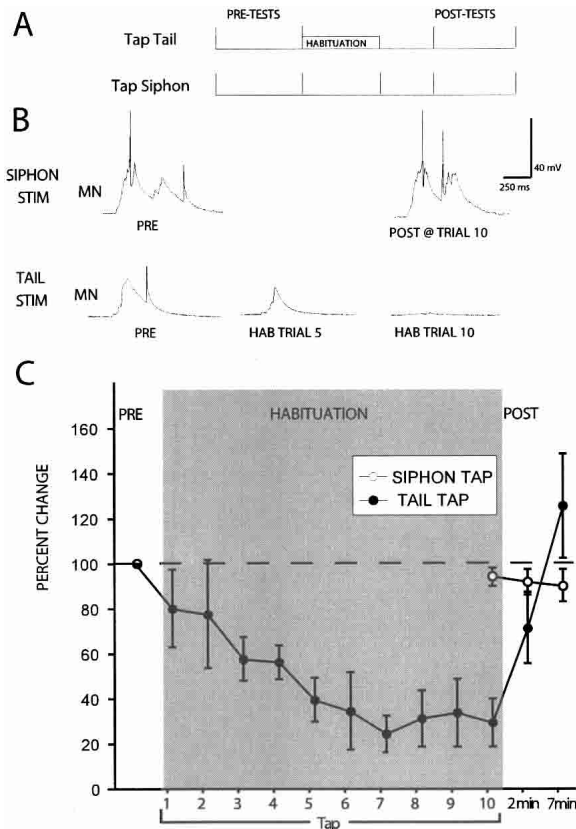 A
PRE-TESTS
POST-TESTS
Tap Tail
HABITUATION
Tap Siphon
B
SIPHON
STIM
MN
PRE
POST @ TRIAL 10
40 mV
250 ms
TAIL
STIM
MN
PRE
HAB TRIAL 5
HAB TRIAL 10
C
PRE
HABITUATION
POST
SIPHON TAP
TAIL TAP
PERCENT CHANGE
160
140
120
100
80
60
40
20
0
1 2 3 4 5 6 7 8 9 10 2min 7min
Tap